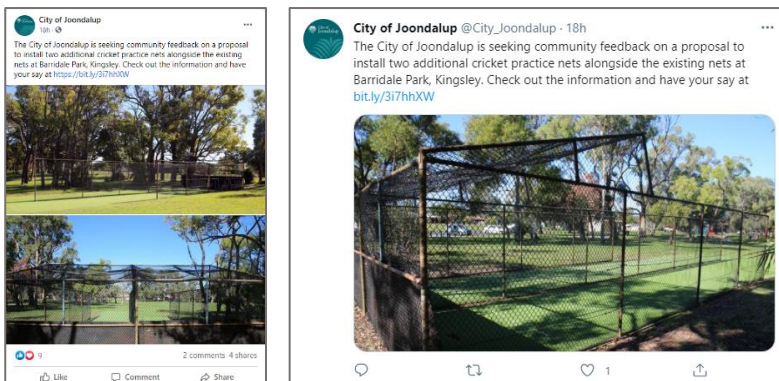 City of Joondalup
18h
The City of Joondalup is seeking community feedback on a proposal
to install two additional cricket practice nets alongside the existing
nets at Barridale Park, Kingsley. Check out the information and have
your say at https://bit.ly/3i7hhXW
9
2 comments 4 shares
Like Comment Share
City of Joondalup @City_Joondalup · 18h
The City of Joondalup is seeking community feedback on a proposal to
install two additional cricket practice nets alongside the existing nets at
Barridale Park, Kingsley. Check out the information and have your say at
bit.ly/3i7hhXW
1